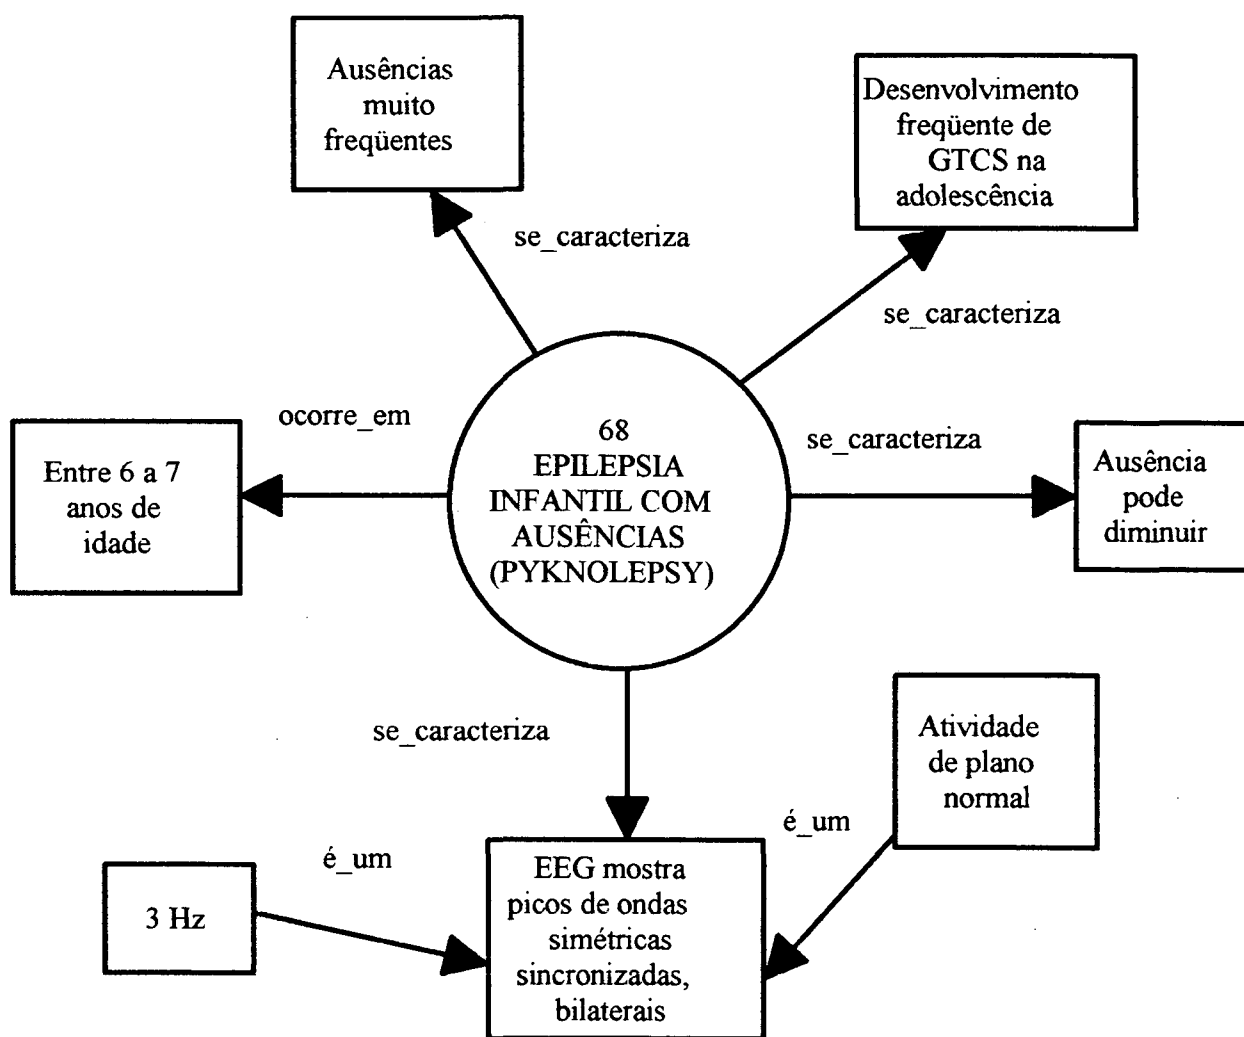 Ausências
muito
freqüentes
Desenvolvimento
freqüente de
GTCS na
adolescência
se_caracteriza
se_caracteriza
ocorre_em
Entre 6 a 7
anos de
idade
68
EPILEPSIA
INFANTIL COM
AUSÊNCIAS
(PYKNOLEPSY)
se_caracteriza
Ausência
pode
diminuir
se_caracteriza
Atividade
de plano
normal
é_um
é_um
3 Hz
EEG mostra
picos de ondas
simétricas
sincronizadas,
bilaterais